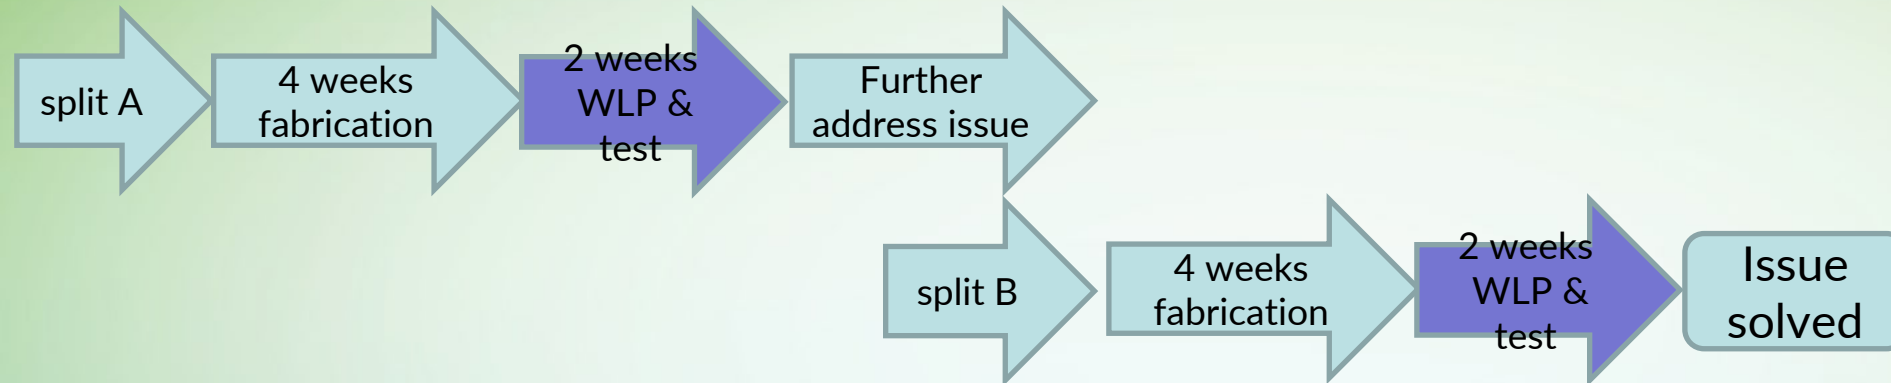 split A
4 weeks
fabrication
2 weeks
WLP &
test
Further
address issue
split B
4 weeks
fabrication
2 weeks
WLP &
test
Issue
solved